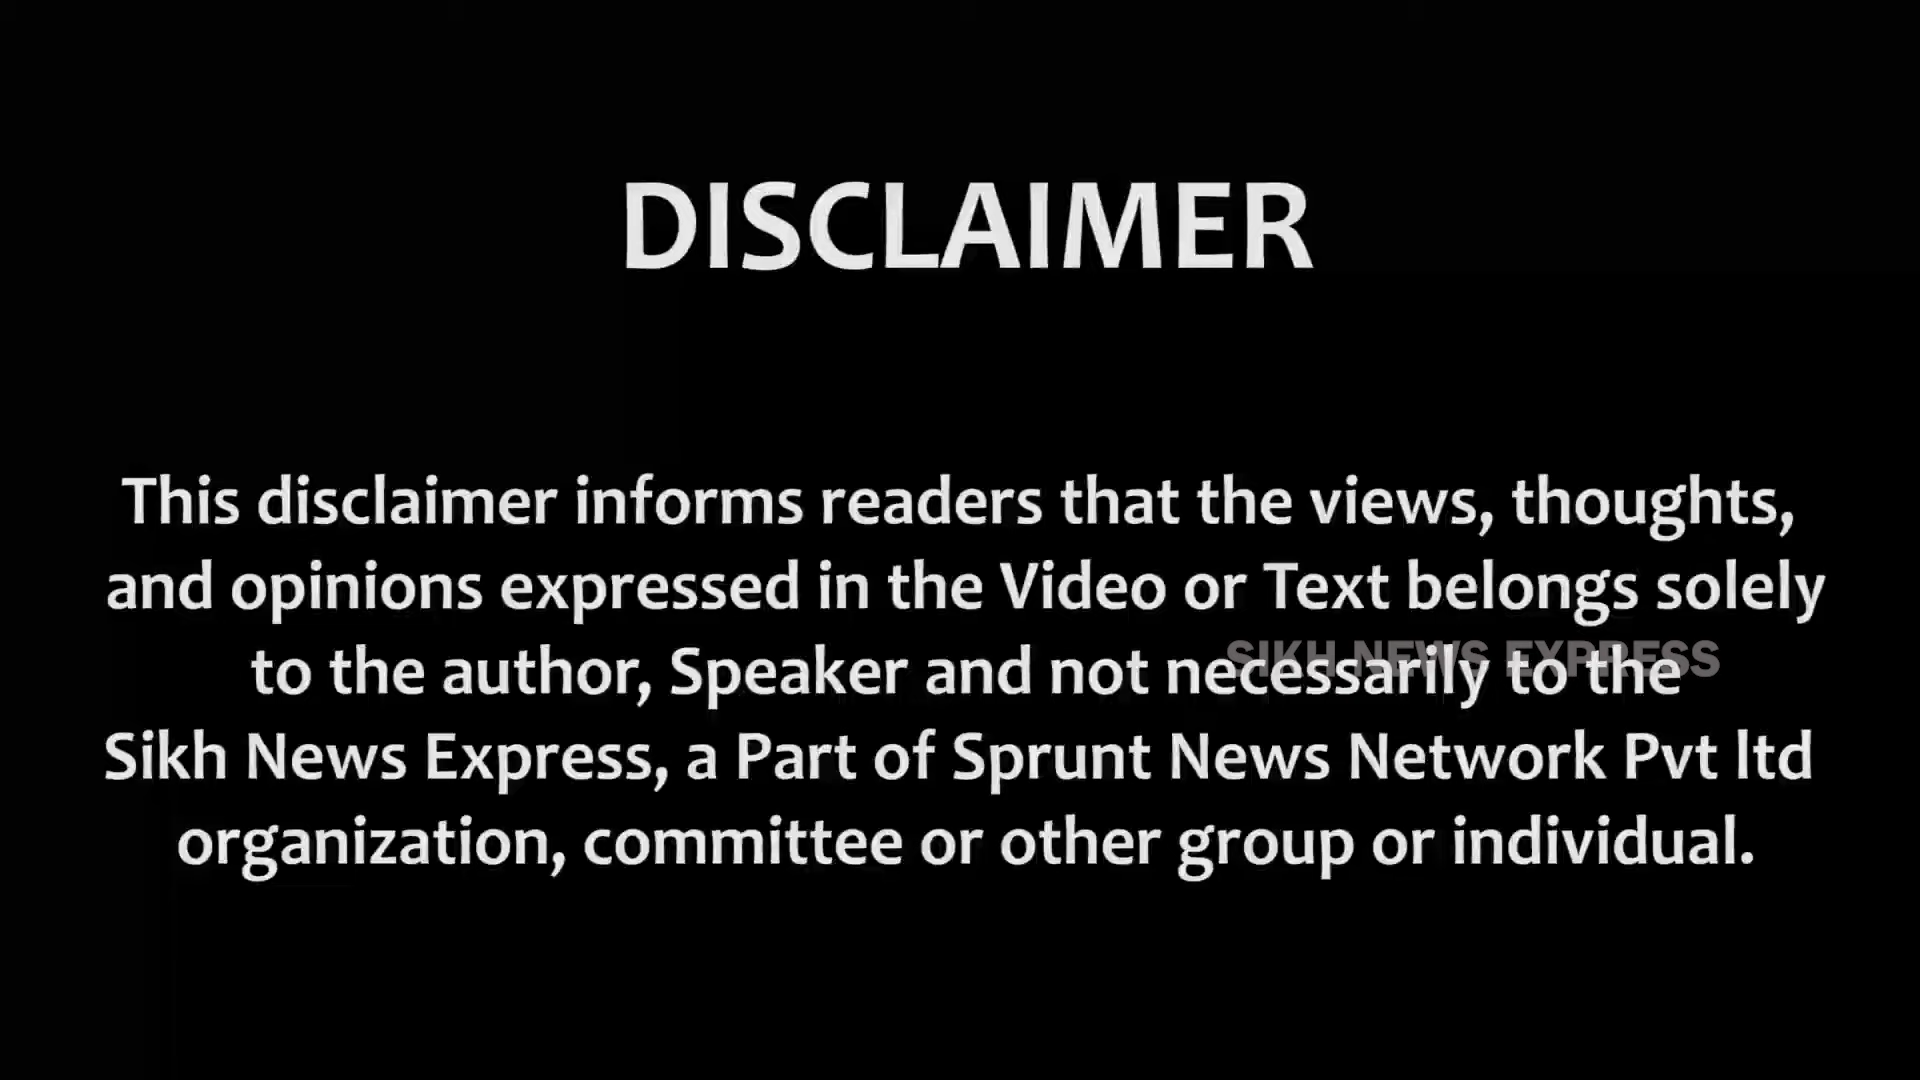 DISCLAIMER
This disclaimer informs readers that the views, thoughts,
and opinions expressed in the Video or Text belongs solely
to the author, Speaker and not necessarily to the
SIKH NEWS EXPRESS
Sikh News Express, a Part of Sprunt News Network Pvt ltd
organization, committee or other group or individual.